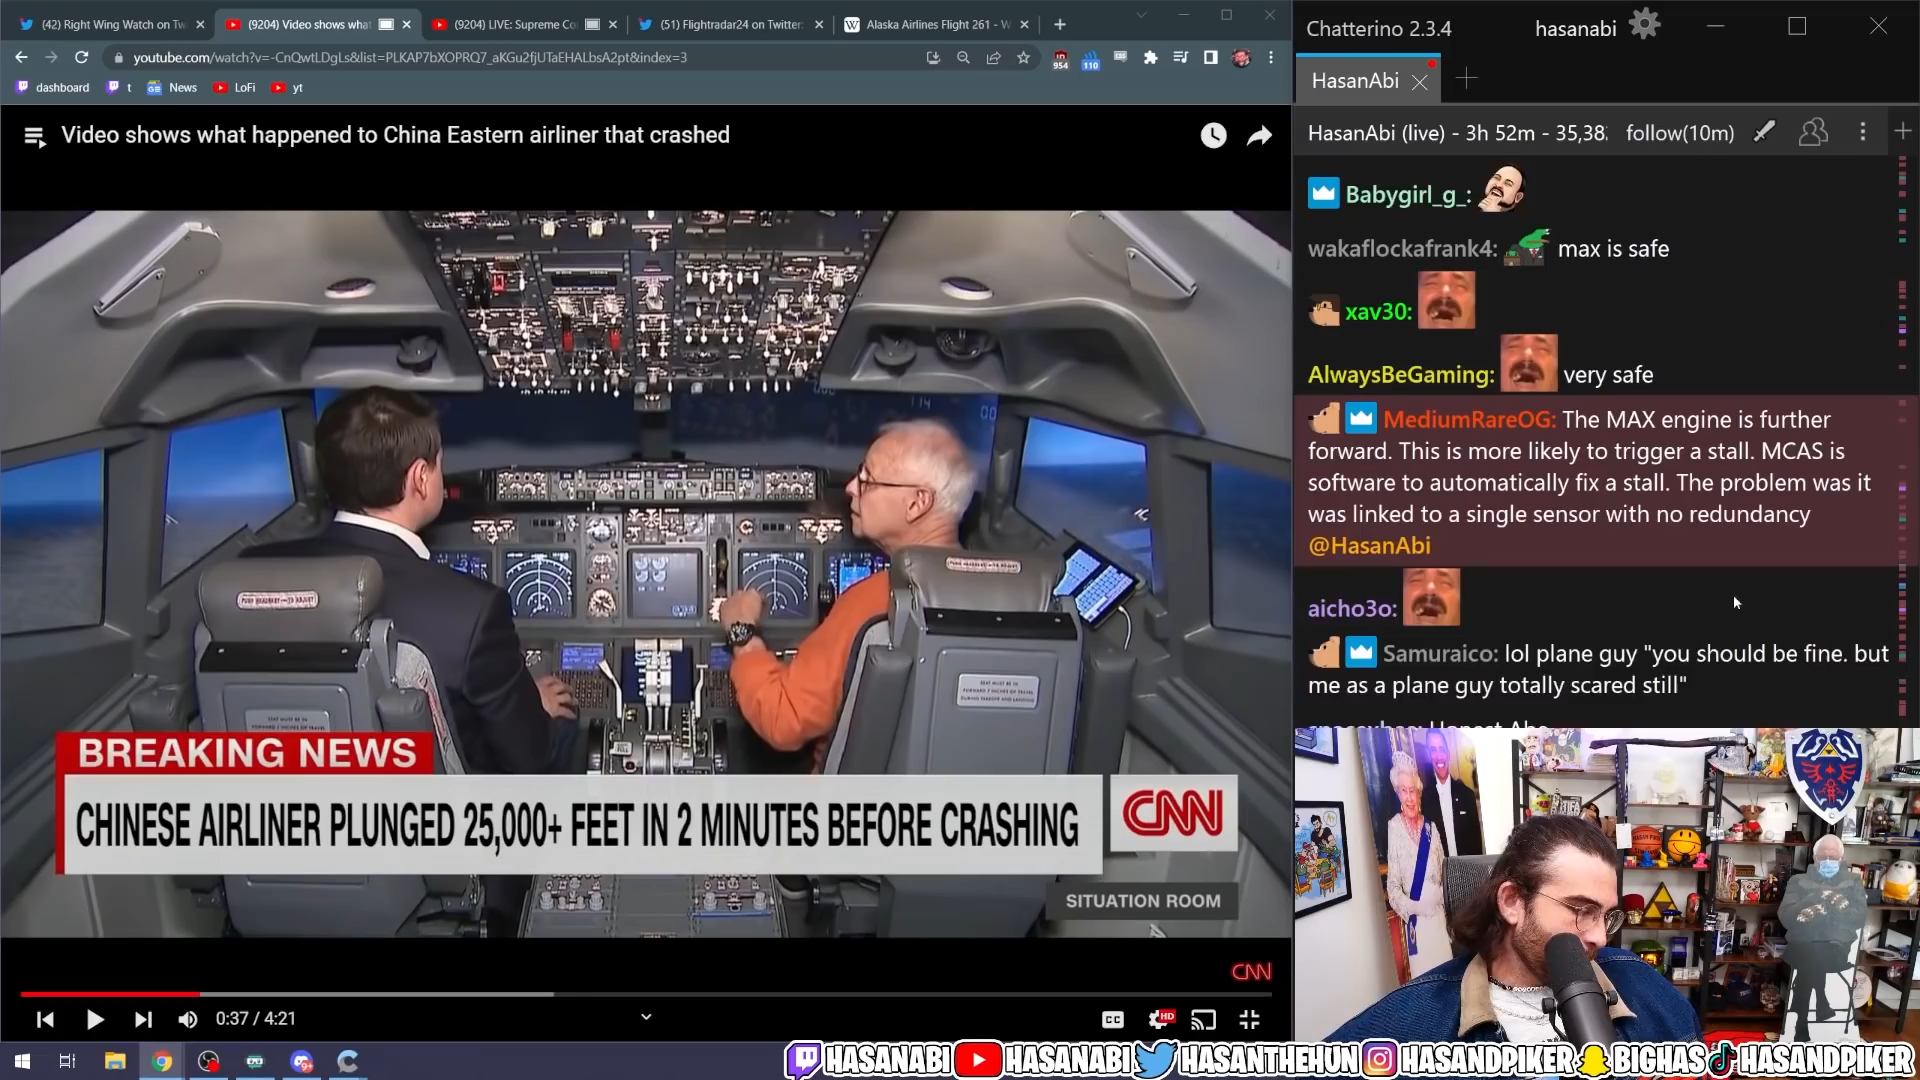 (42) Right Wing Watch on Tw
(9204) Video shows what
(9204) LIVE: Supreme Co
(51) Flightradar24 on Twitter:
Alaska Airlines Flight 261 - W
youtube.com/watch?v=-CnQwtLDgLs&list=PLKAP7bXOPRQ7_aKGu2fjUTaEHALbsA2pt&index=3
954
110
dashboard
t
News
LoFi
yt
Video shows what happened to China Eastern airliner that crashed
BREAKING NEWS
CHINESE AIRLINER PLUNGED 25,000+ FEET IN 2 MINUTES BEFORE CRASHING
CNN
SITUATION ROOM
CNN
0:37 / 4:21
CC
HD
Chatterino 2.3.4
hasanabi
HasanAbi
HasanAbi (live) - 3h 52m - 35,38
follow(10m)
Babygirl_g_:
wakaflockafrank4: max is safe
xav30:
AlwaysBeGaming: very safe
MediumRareOG: The MAX engine is further
forward. This is more likely to trigger a stall. MCAS is
software to automatically fix a stall. The problem was it
was linked to a single sensor with no redundancy
@HasanAbi
aicho3o:
Samuraico: lol plane guy "you should be fine. but
me as a plane guy totally scared still"
HASANABI
HASANABI
HASANTHEHUN
HASANDPIKER
BIGHAS
HASANDPIKER